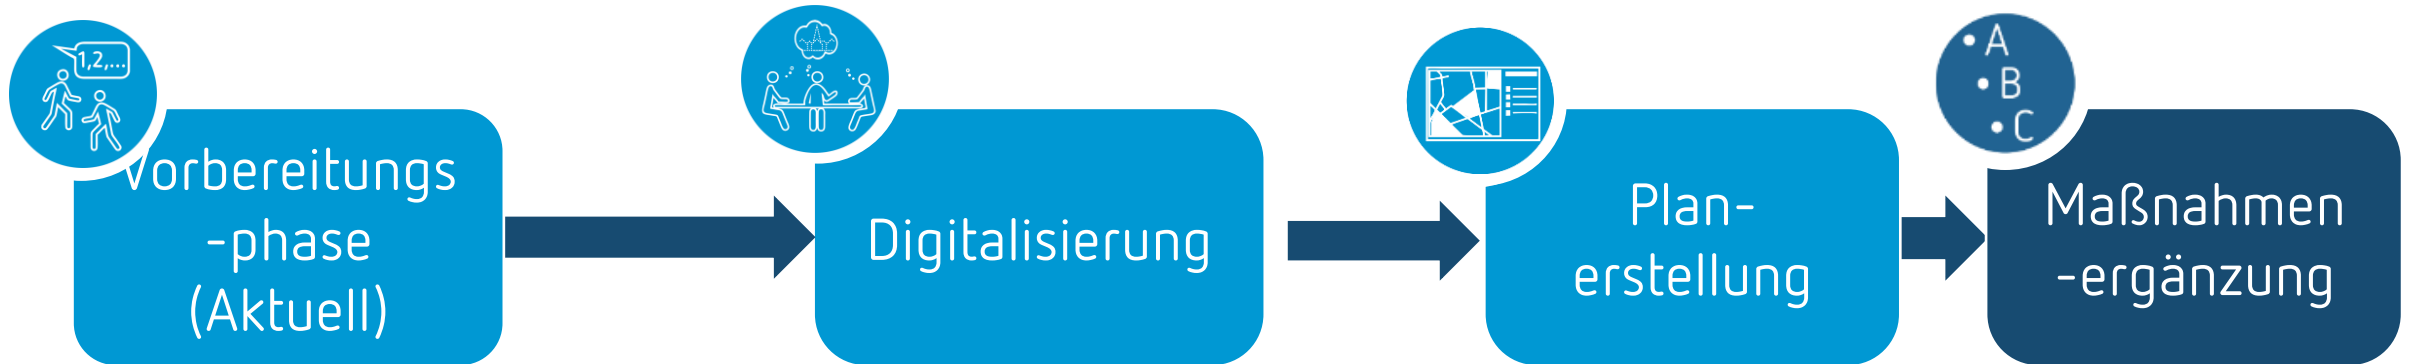 1,2,...
Vorbereitungs
-phase
(Aktuell)
Digitalisierung
Plan-
erstellung
A
B
C
Maßnahmen
-ergänzung